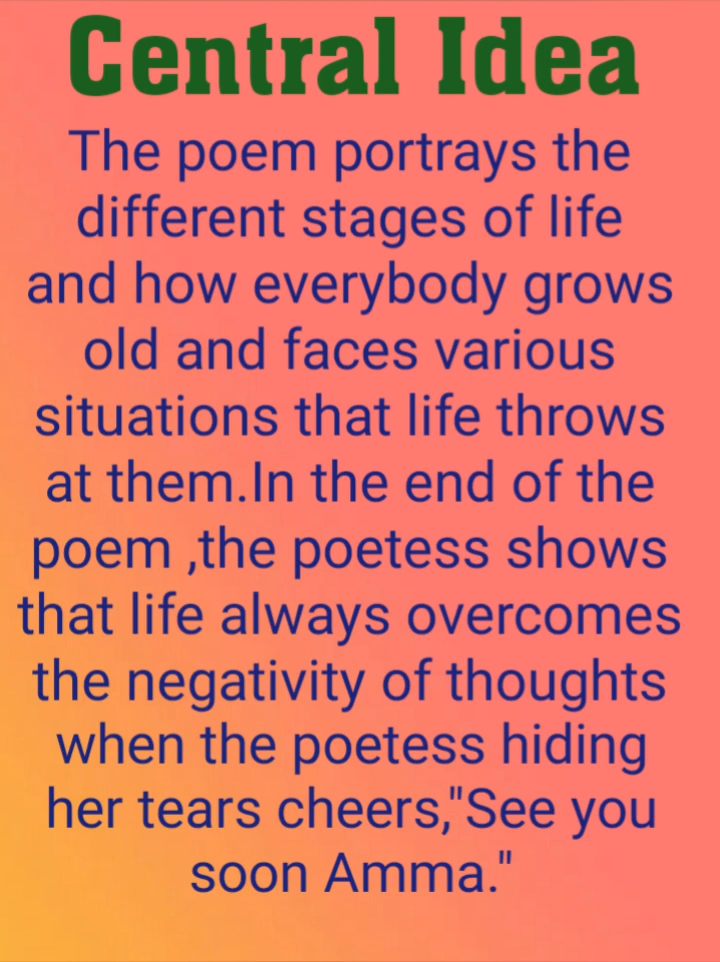 Central Idea
The poem portrays the
different stages of life
and how everybody grows
old and faces various
situations that life throws
at them.In the end of the
poem ,the poetess shows
that life always overcomes
the negativity of thoughts
when the poetess hiding
her tears cheers,"See you
soon Amma."